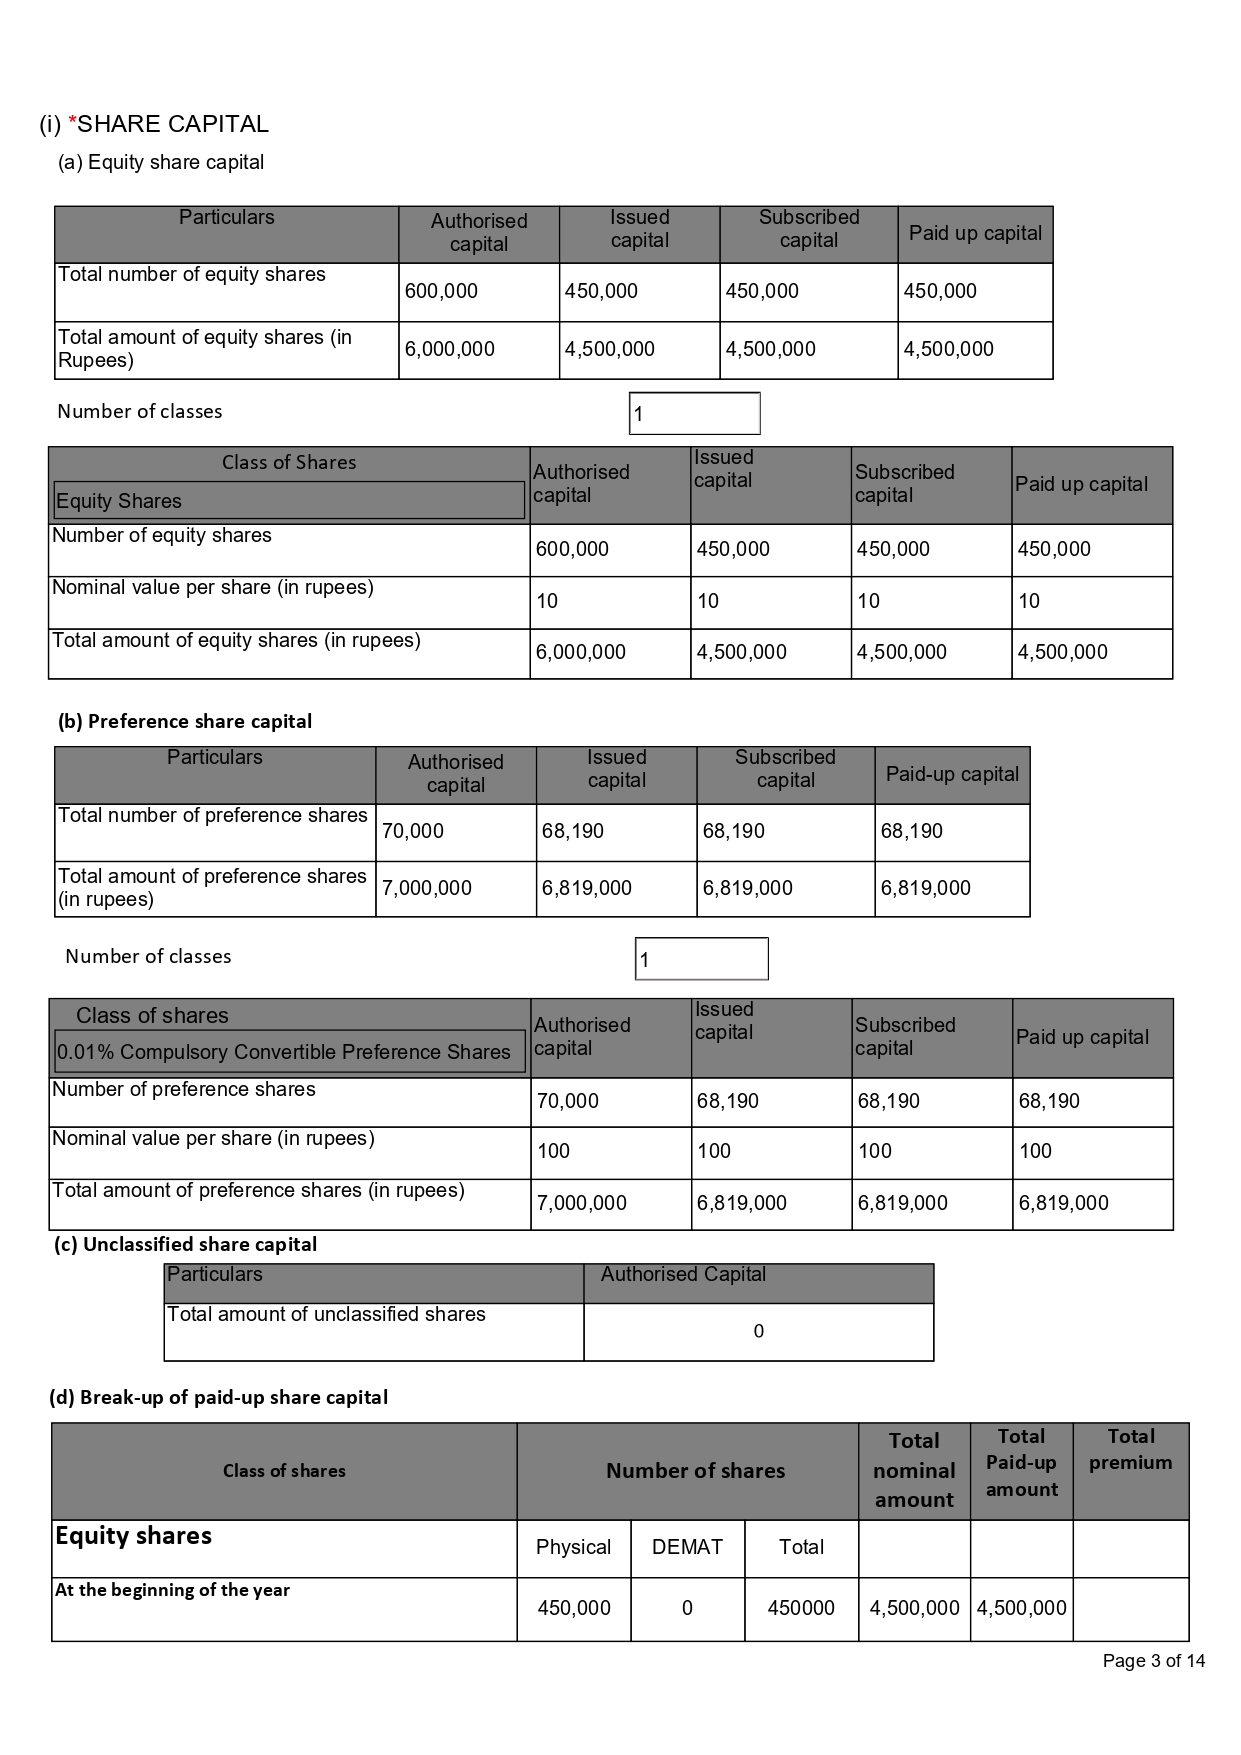 (i) *SHARE CAPITAL
(a) Equity share capital
Particulars Authorised capital Issued capital Subscribed capital Paid up capital
Total number of equity shares 600,000 450,000 450,000 450,000
Total amount of equity shares (in Rupees) 6,000,000 4,500,000 4,500,000 4,500,000
Number of classes 1
Class of Shares Authorised capital Issued capital Subscribed capital Paid up capital
Equity Shares
Number of equity shares 600,000 450,000 450,000 450,000
Nominal value per share (in rupees) 10 10 10 10
Total amount of equity shares (in rupees) 6,000,000 4,500,000 4,500,000 4,500,000
(b) Preference share capital
Particulars Authorised capital Issued capital Subscribed capital Paid-up capital
Total number of preference shares 70,000 68,190 68,190 68,190
Total amount of preference shares (in rupees) 7,000,000 6,819,000 6,819,000 6,819,000
Number of classes 1
Class of shares Authorised capital Issued capital Subscribed capital Paid up capital
0.01% Compulsory Convertible Preference Shares
Number of preference shares 70,000 68,190 68,190 68,190
Nominal value per share (in rupees) 100 100 100 100
Total amount of preference shares (in rupees) 7,000,000 6,819,000 6,819,000 6,819,000
(c) Unclassified share capital
Particulars Authorised Capital
Total amount of unclassified shares 0
(d) Break-up of paid-up share capital
Class of shares Number of shares Total nominal amount Total Paid-up amount Total premium
Equity shares Physical DEMAT Total
At the beginning of the year 450,000 0 450000 4,500,000 4,500,000
Page 3 of 14